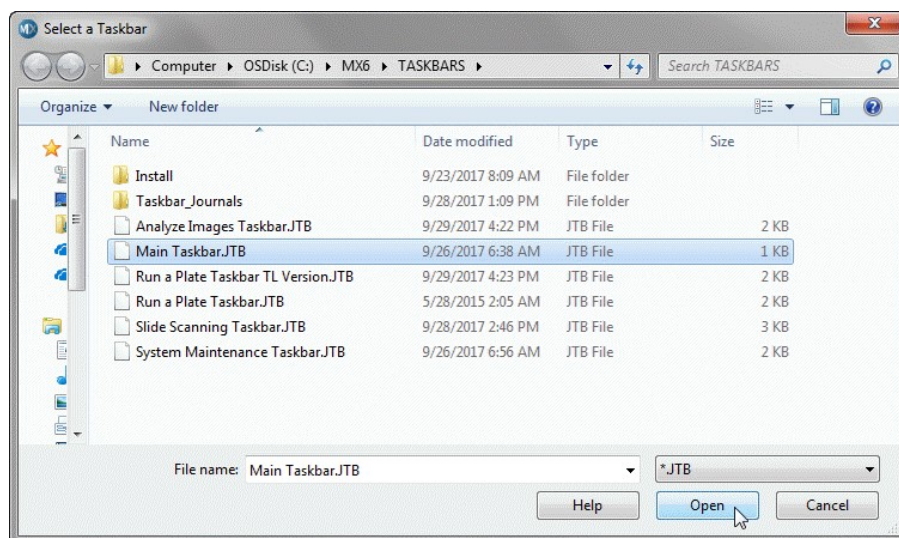 Select a Taskbar
Computer OSDisk (C:) MX6 TASKBARS Search TASKBARS
Organize New folder
Name Date modified Type Size
Install 9/23/2017 8:09 AM File folder
Taskbar_Journals 9/28/2017 1:09 PM File folder
Analyze Images Taskbar.JTB 9/29/2017 4:22 PM JTB File 2 KB
Main Taskbar.JTB 9/26/2017 6:38 AM JTB File 1 KB
Run a Plate Taskbar TL Version.JTB 9/29/2017 4:23 PM JTB File 2 KB
Run a Plate Taskbar.JTB 5/28/2015 2:05 AM JTB File 2 KB
Slide Scanning Taskbar.JTB 9/28/2017 2:46 PM JTB File 3 KB
System Maintenance Taskbar.JTB 9/26/2017 6:56 AM JTB File 2 KB
File name: Main Taskbar.JTB *.JTB
Help Open Cancel